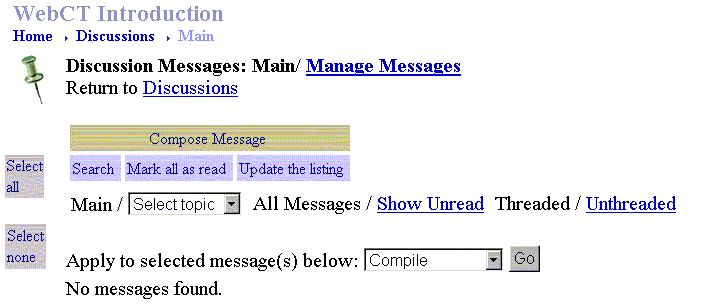 WebCT Introduction
Home › Discussions › Main
Discussion Messages: Main/ Manage Messages
Return to Discussions
Compose Message
Select all
Search Mark all as read Update the listing
Main / Select topic All Messages / Show Unread Threaded / Unthreaded
Select none
Apply to selected message(s) below: Compile Go
No messages found.